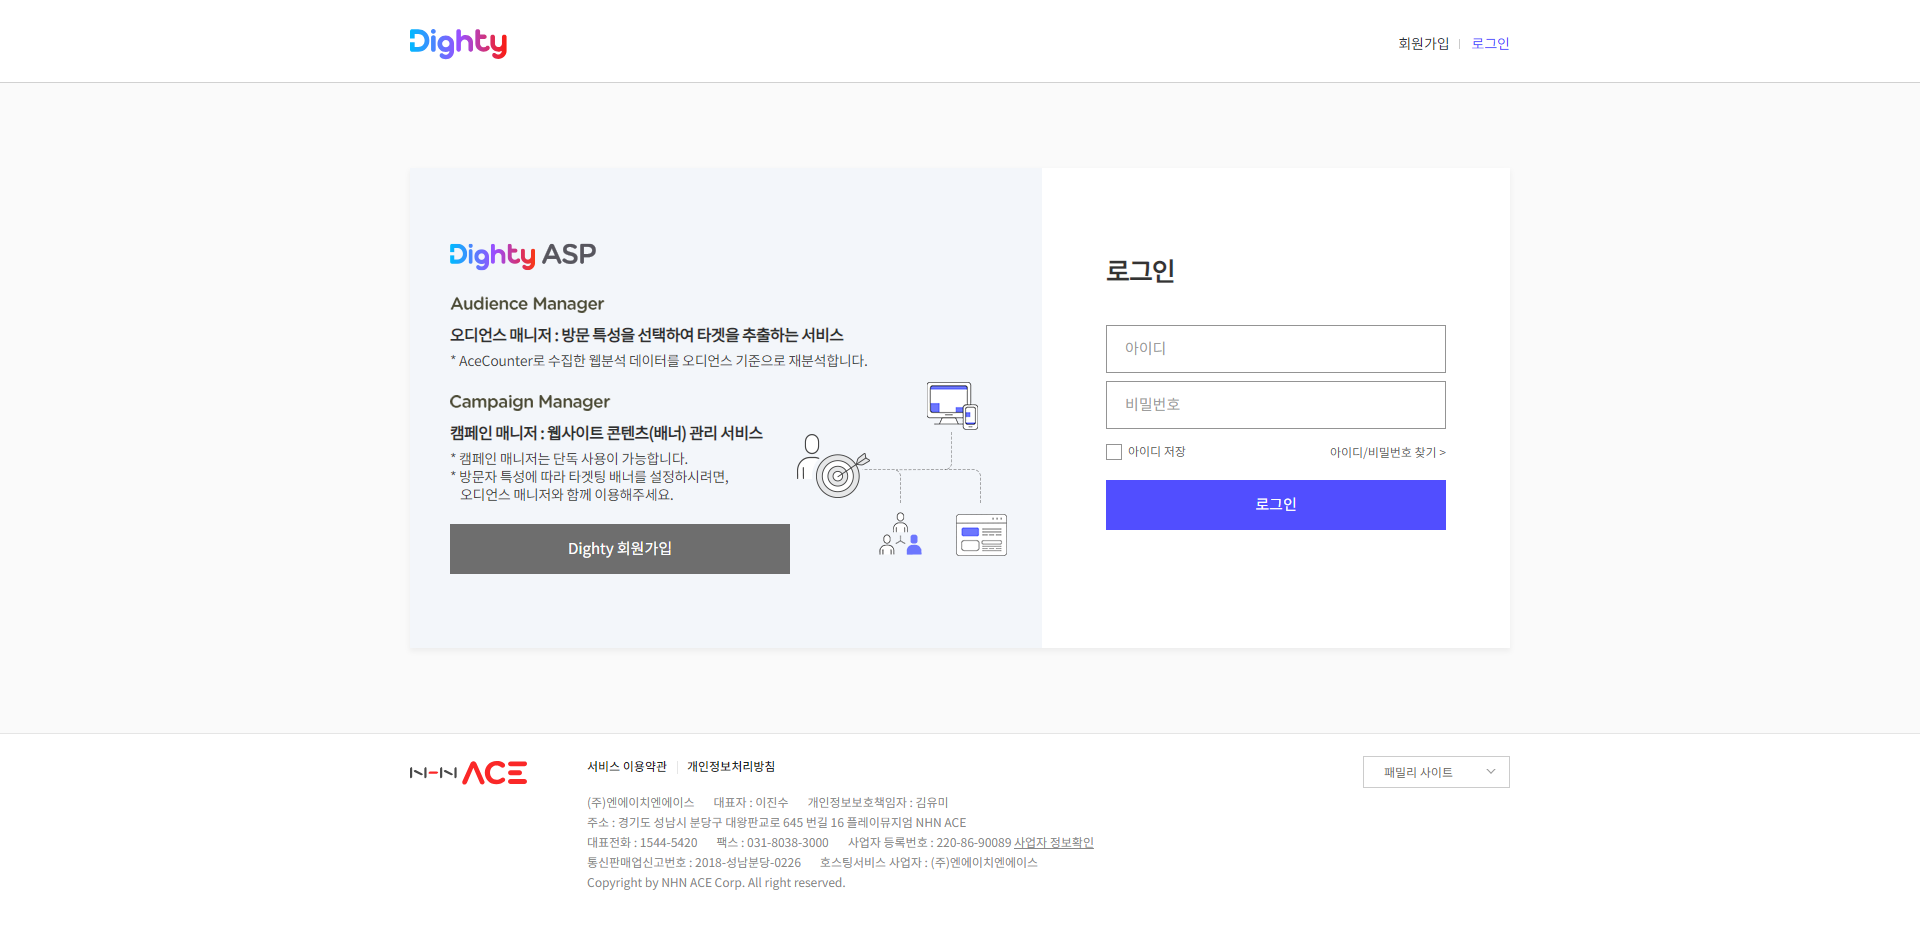 Dighty
회원가입
로그인
Dighty ASP
Audience Manager
오디언스 매니저 : 방문 특성을 선택하여 타겟을 추출하는 서비스
* AceCounter로 수집한 웹분석 데이터를 오디언스 기준으로 재분석합니다.
Campaign Manager
캠페인 매니저 : 웹사이트 콘텐츠(배너) 관리 서비스
* 캠페인 매니저는 단독 사용이 가능합니다.
* 방문자 특성에 따라 타겟팅 배너를 설정하시려면,
오디언스 매니저와 함께 이용해주세요.
Dighty 회원가입
로그인
아이디
비밀번호
아이디 저장
아이디/비밀번호 찾기 >
로그인
NHN ACE
서비스 이용약관
개인정보처리방침
패밀리 사이트
(주)엔에이치엔에이스 대표자 : 이진수 개인정보보호책임자 : 김유미
주소 : 경기도 성남시 분당구 대왕판교로 645 번길 16 플레이뮤지엄 NHN ACE
대표전화 : 1544-5420 팩스 : 031-8038-3000 사업자 등록번호 : 220-86-90089 사업자 정보확인
통신판매업신고번호 : 2018-성남분당-0226 호스팅서비스 사업자 : (주)엔에이치엔에이스
Copyright by NHN ACE Corp. All right reserved.